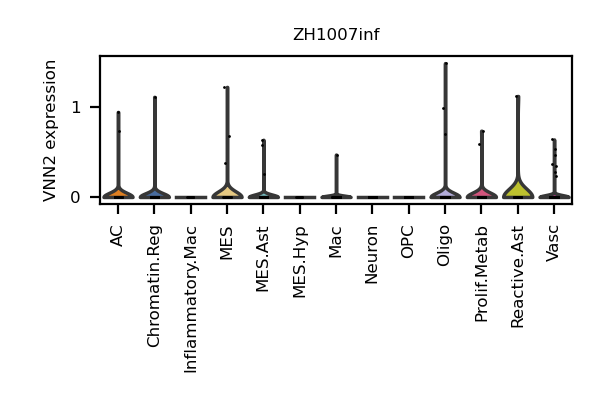 ZH1007inf
VNN2 expression
1
0
AC
Chromatin.Reg
Inflammatory.Mac
MES
MES.Ast
MES.Hyp
Mac
Neuron
OPC
Oligo
Prolif.Metab
Reactive.Ast
Vasc